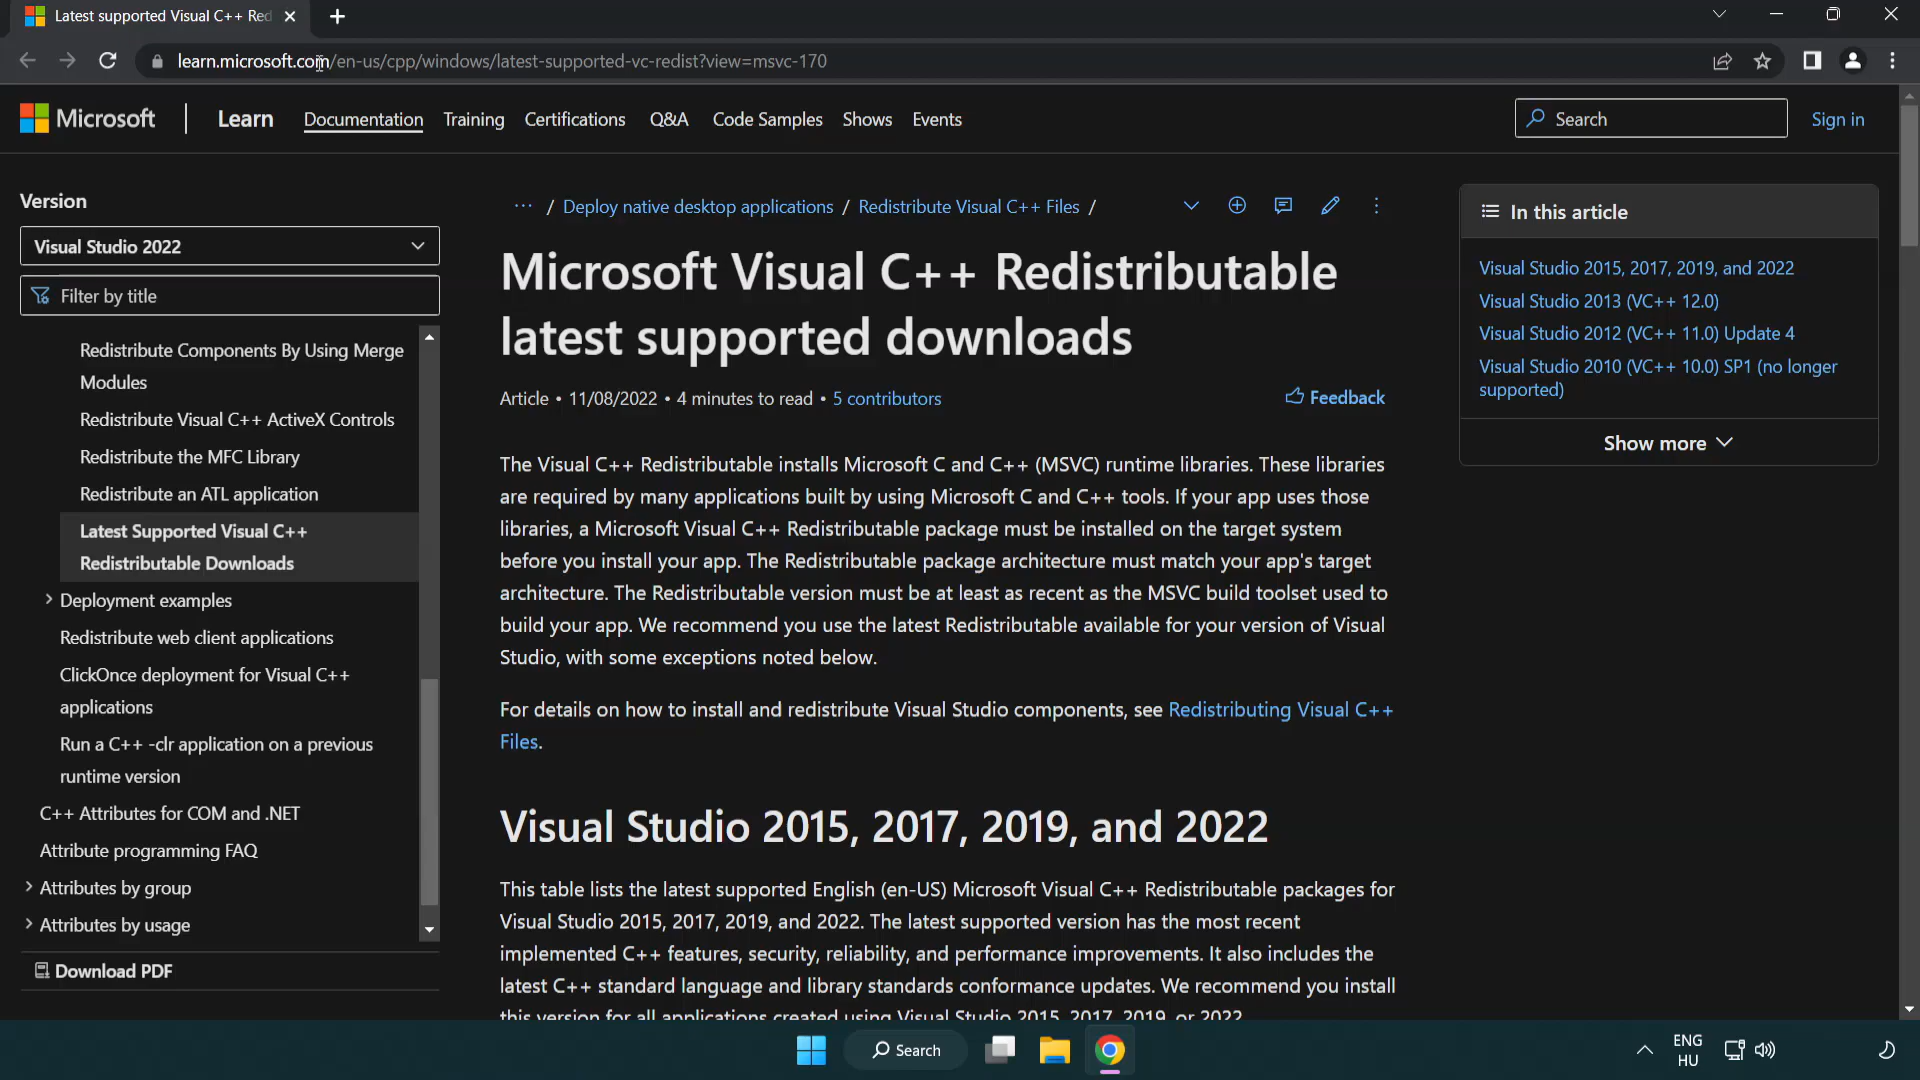 Latest supported Visual C++ Red
learn.microsoft.com/en-us/cpp/windows/latest-supported-vc-redist?view=msvc-170
Microsoft
Learn
Documentation
Training
Certifications
Q&A
Code Samples
Shows
Events
Search
Sign in
Version
Visual Studio 2022
Filter by title
Redistribute Components By Using Merge
Modules
Redistribute Visual C++ ActiveX Controls
Redistribute the MFC Library
Redistribute an ATL application
Latest Supported Visual C++
Redistributable Downloads
Deployment examples
Redistribute web client applications
ClickOnce deployment for Visual C++
applications
Run a C++ -clr application on a previous
runtime version
C++ Attributes for COM and .NET
Attribute programming FAQ
Attributes by group
Attributes by usage
Download PDF
... / Deploy native desktop applications / Redistribute Visual C++ Files /
Microsoft Visual C++ Redistributable
latest supported downloads
Article • 11/08/2022 • 4 minutes to read • 5 contributors
Feedback
The Visual C++ Redistributable installs Microsoft C and C++ (MSVC) runtime libraries. These libraries
are required by many applications built by using Microsoft C and C++ tools. If your app uses those
libraries, a Microsoft Visual C++ Redistributable package must be installed on the target system
before you install your app. The Redistributable package architecture must match your app's target
architecture. The Redistributable version must be at least as recent as the MSVC build toolset used to
build your app. We recommend you use the latest Redistributable available for your version of Visual
Studio, with some exceptions noted below.
For details on how to install and redistribute Visual Studio components, see Redistributing Visual C++
Files.
Visual Studio 2015, 2017, 2019, and 2022
This table lists the latest supported English (en-US) Microsoft Visual C++ Redistributable packages for
Visual Studio 2015, 2017, 2019, and 2022. The latest supported version has the most recent
implemented C++ features, security, reliability, and performance improvements. It also includes the
latest C++ standard language and library standards conformance updates. We recommend you install
this version for all applications created using Visual Studio 2015, 2017, 2019, or 2022.
In this article
Visual Studio 2015, 2017, 2019, and 2022
Visual Studio 2013 (VC++ 12.0)
Visual Studio 2012 (VC++ 11.0) Update 4
Visual Studio 2010 (VC++ 10.0) SP1 (no longer
supported)
Show more
Search
ENG
HU